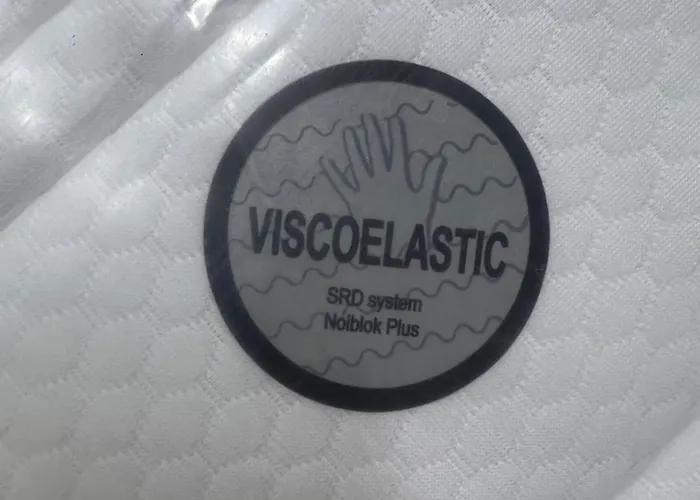 VISCOELASTIC
SRD system
Noiblok Plus